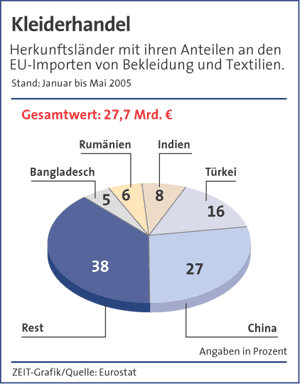 Kleiderhandel
Herkunftsländer mit ihren Anteilen an den
EU-Importen von Bekleidung und Textilien.
Stand: Januar bis Mai 2005
Gesamtwert: 27,7 Mrd. €
Rumänien
Indien
Bangladesch
Türkei
5
6
8
16
38
27
Rest
China
Angaben in Prozent
ZEIT-Grafik/Quelle: Eurostat